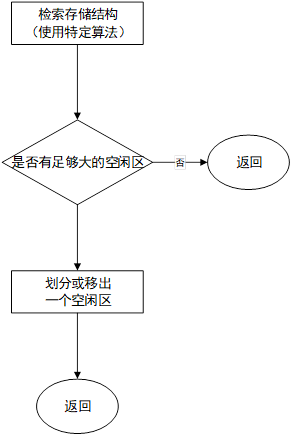 检索存储结构
（使用特定算法）
是否有足够大的空闲区
否
返回
划分或移出
一个空闲区
返回